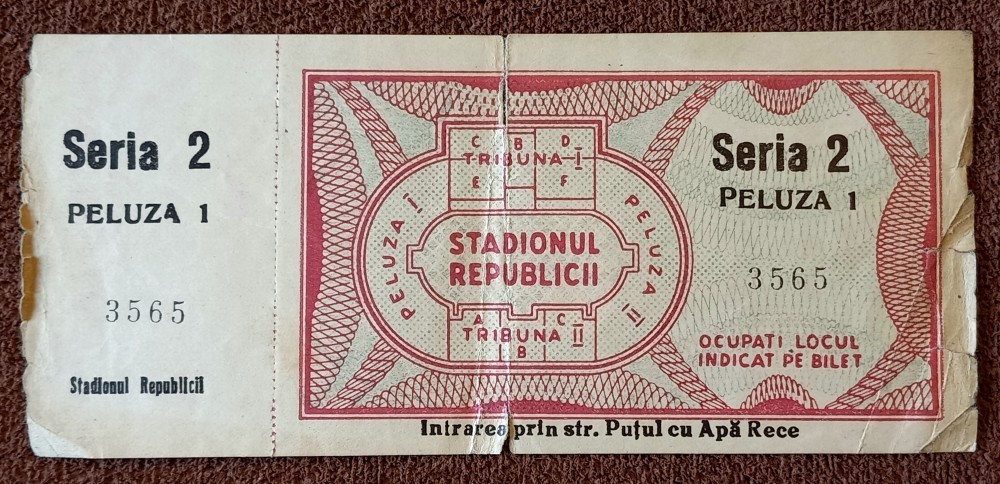 Seria 2
PELUZA 1
3565
Stadionul Republicii
C B D
TRIBUNA I
E F
PELUZA I
STADIONUL
REPUBLICII
PELUZA II
A C
TRIBUNA II
B
Seria 2
PELUZA 1
3565
OCUPATI LOCUL
INDICAT PE BILET
Intrarea prin str. Puțul cu Apă Rece